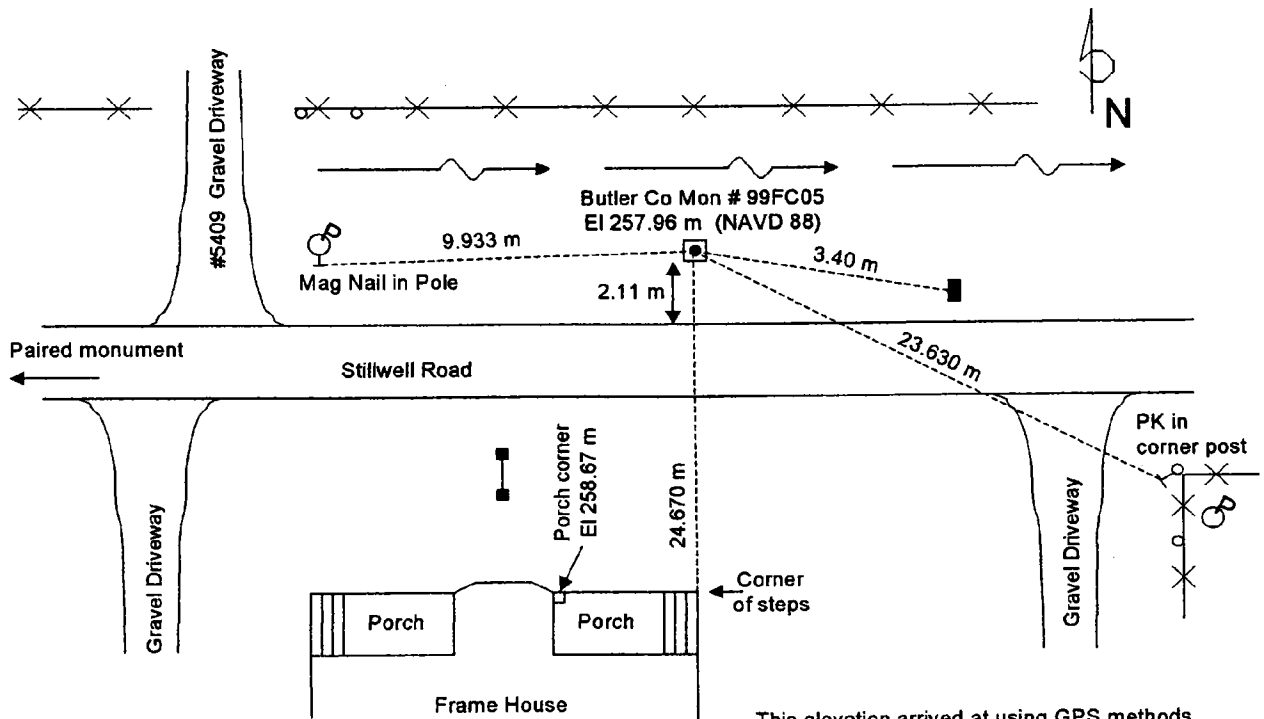 N
#5409 Gravel Driveway
Butler Co Mon # 99FC05
El 257.96 m (NAVD 88)
9.933 m
3.40 m
Mag Nail in Pole
2.11 m
Paired monument
Stillwell Road
23.630 m
PK in
corner post
Porch corner
El 258.67 m
24.670 m
Gravel Driveway
Gravel Driveway
Corner
of steps
Porch
Porch
Frame House
This elevation arrived at using GPS methods